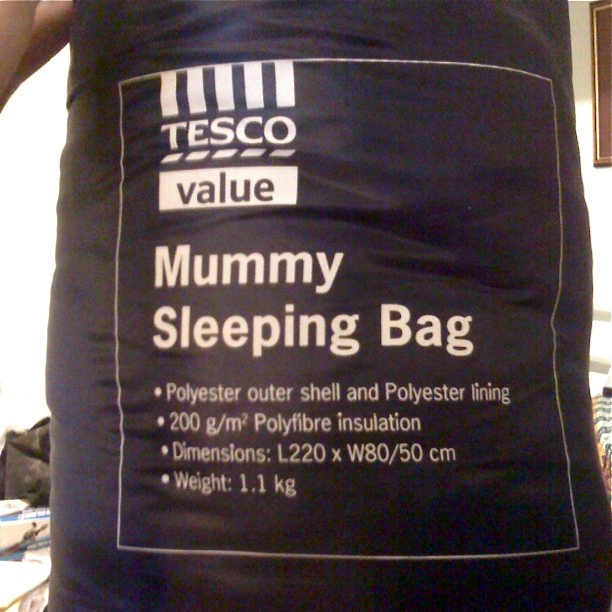 TESCO
value
Mummy
Sleeping Bag
• Polyester outer shell and Polyester lining
• 200 g/m² Polyfibre insulation
• Dimensions: L220 x W80/50 cm
• Weight: 1.1 kg